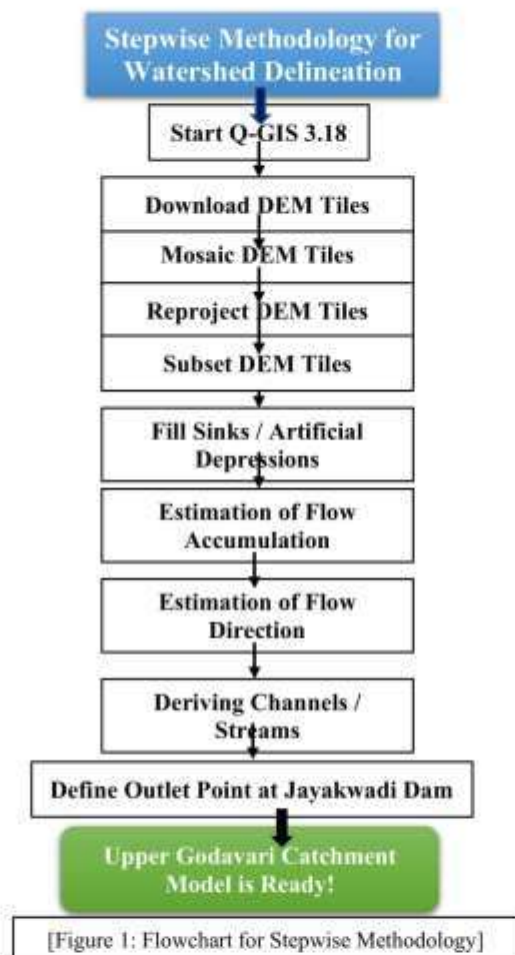 Stepwise Methodology for
Watershed Delineation
Start Q-GIS 3.18
Download DEM Tiles
Mosaic DEM Tiles
Reproject DEM Tiles
Subset DEM Tiles
Fill Sinks / Artificial
Depressions
Estimation of Flow
Accumulation
Estimation of Flow
Direction
Deriving Channels /
Streams
Define Outlet Point at Jayakwadi Dam
Upper Godavari Catchment
Model is Ready!
[Figure 1: Flowchart for Stepwise Methodology]